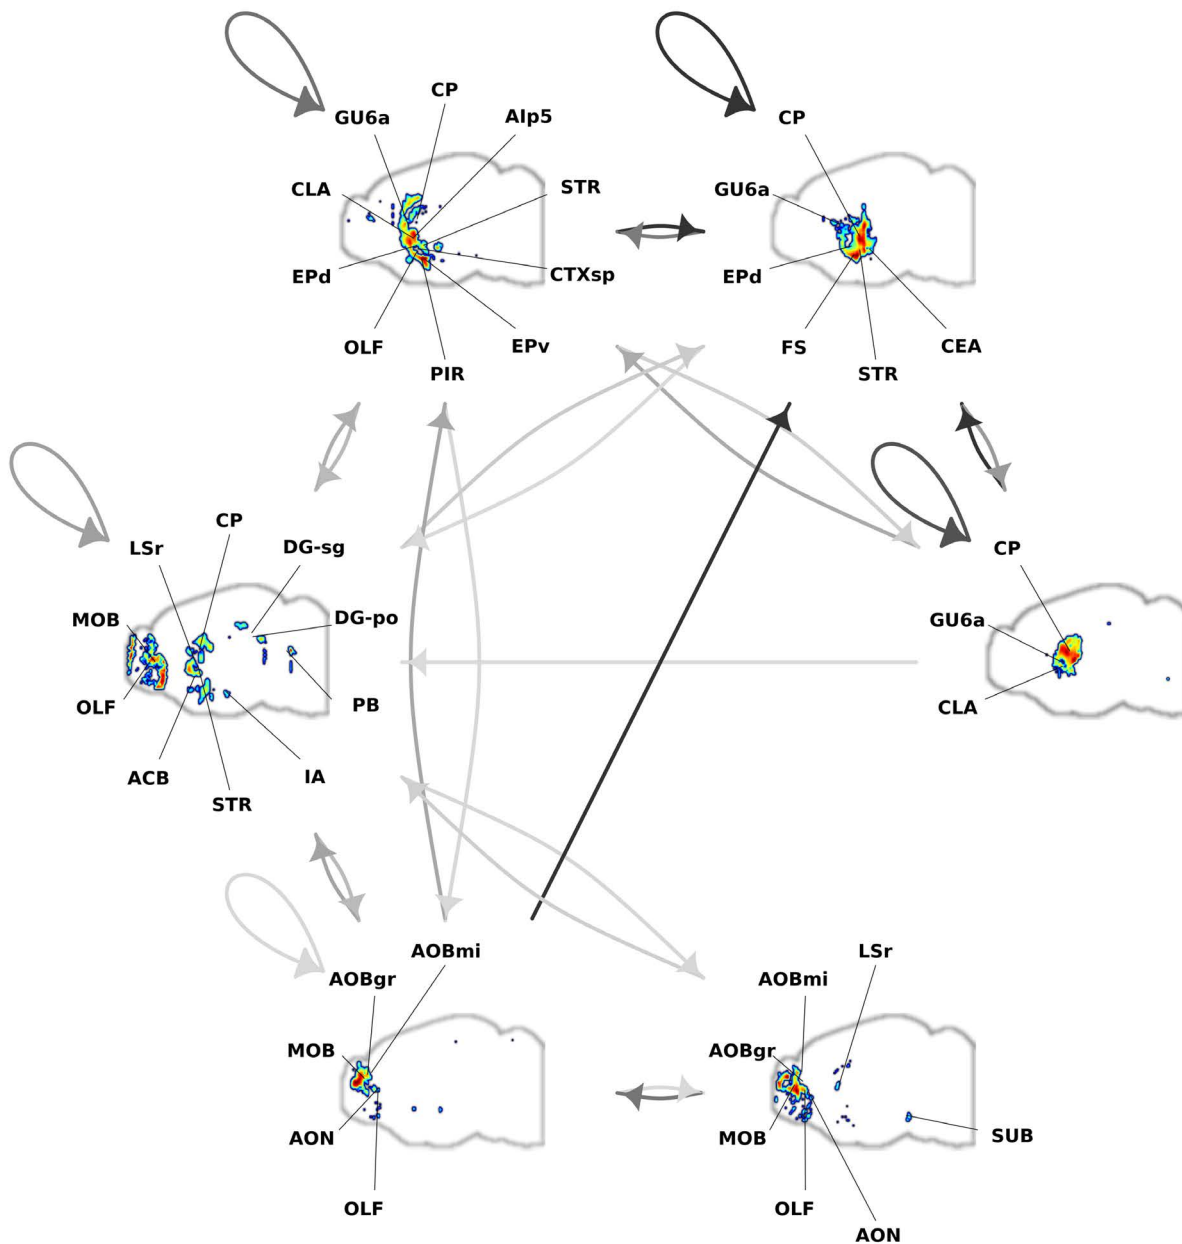 CP
GU6a
AIp5
CLA
STR
EPd
CTXsp
OLF
EPv
PIR
CP
GU6a
EPd
FS
CEA
STR
CP
LSr
DG-sg
MOB
DG-po
OLF
PB
ACB
IA
STR
CP
GU6a
CLA
AOBmi
AOBgr
MOB
AON
OLF
LSr
AOBmi
AOBgr
MOB
SUB
OLF
AON